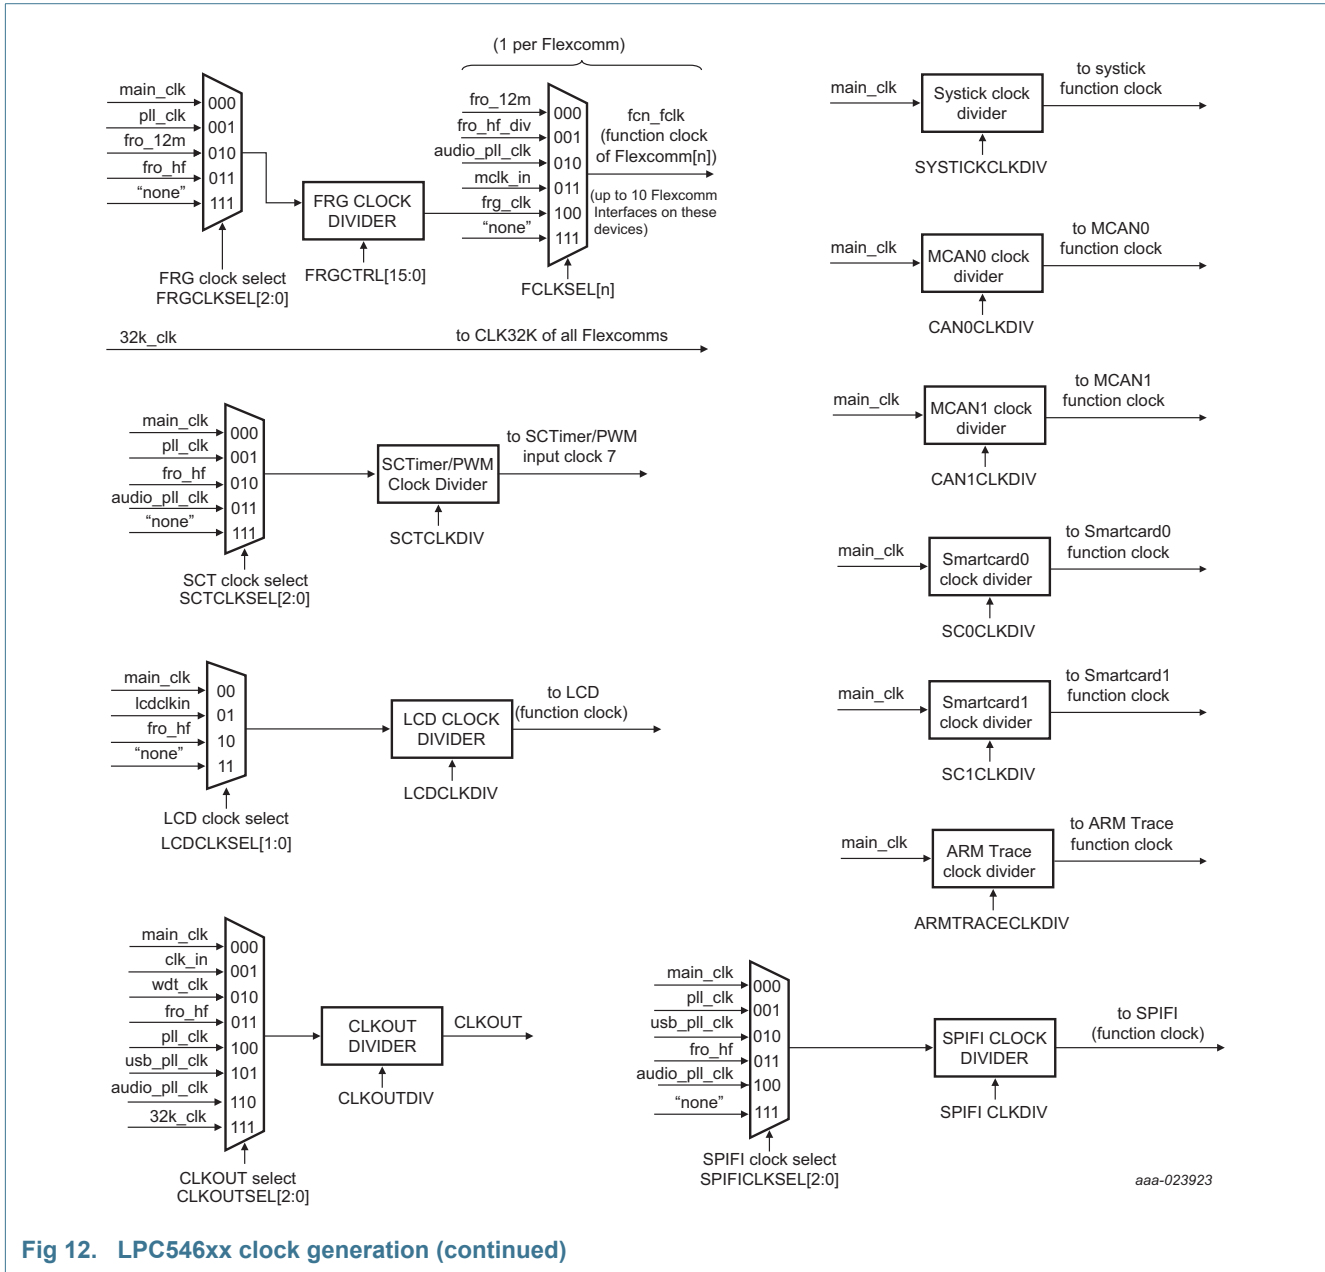 (1 per Flexcomm)
main_clk
000
pll_clk
001
fro_12m
010
fro_hf
011
“none”
111
FRG clock select
FRGCLKSEL[2:0]
FRG CLOCK
DIVIDER
FRGCTRL[15:0]
fro_12m
000
fro_hf_div
001
audio_pll_clk
010
mclk_in
011
frg_clk
100
“none”
111
FCLKSEL[n]
fcn_fclk
(function clock
of Flexcomm[n])
(up to 10 Flexcomm
Interfaces on these
devices)
32k_clk
to CLK32K of all Flexcomms
main_clk
000
pll_clk
001
fro_hf
010
audio_pll_clk
011
“none”
111
SCT clock select
SCTCLKSEL[2:0]
SCTimer/PWM
Clock Divider
SCTCLKDIV
to SCTimer/PWM
input clock 7
main_clk
00
lcdclkin
01
fro_hf
10
“none”
11
LCD clock select
LCDCLKSEL[1:0]
LCD CLOCK
DIVIDER
LCDCLKDIV
to LCD
(function clock)
main_clk
000
clk_in
001
wdt_clk
010
fro_hf
011
pll_clk
100
usb_pll_clk
101
audio_pll_clk
110
32k_clk
111
CLKOUT select
CLKOUTSEL[2:0]
CLKOUT
DIVIDER
CLKOUTDIV
CLKOUT
main_clk
Systick clock
divider
SYSTICKCLKDIV
to systick
function clock
main_clk
MCAN0 clock
divider
CAN0CLKDIV
to MCAN0
function clock
main_clk
MCAN1 clock
divider
CAN1CLKDIV
to MCAN1
function clock
main_clk
Smartcard0
clock divider
SC0CLKDIV
to Smartcard0
function clock
main_clk
Smartcard1
clock divider
SC1CLKDIV
to Smartcard1
function clock
main_clk
ARM Trace
clock divider
ARMTRACECLKDIV
to ARM Trace
function clock
main_clk
000
pll_clk
001
usb_pll_clk
010
fro_hf
011
audio_pll_clk
100
“none”
111
SPIFI clock select
SPIFICLKSEL[2:0]
SPIFI CLOCK
DIVIDER
SPIFI CLKDIV
to SPIFI
(function clock)
aaa-023923
Fig 12. LPC546xx clock generation (continued)